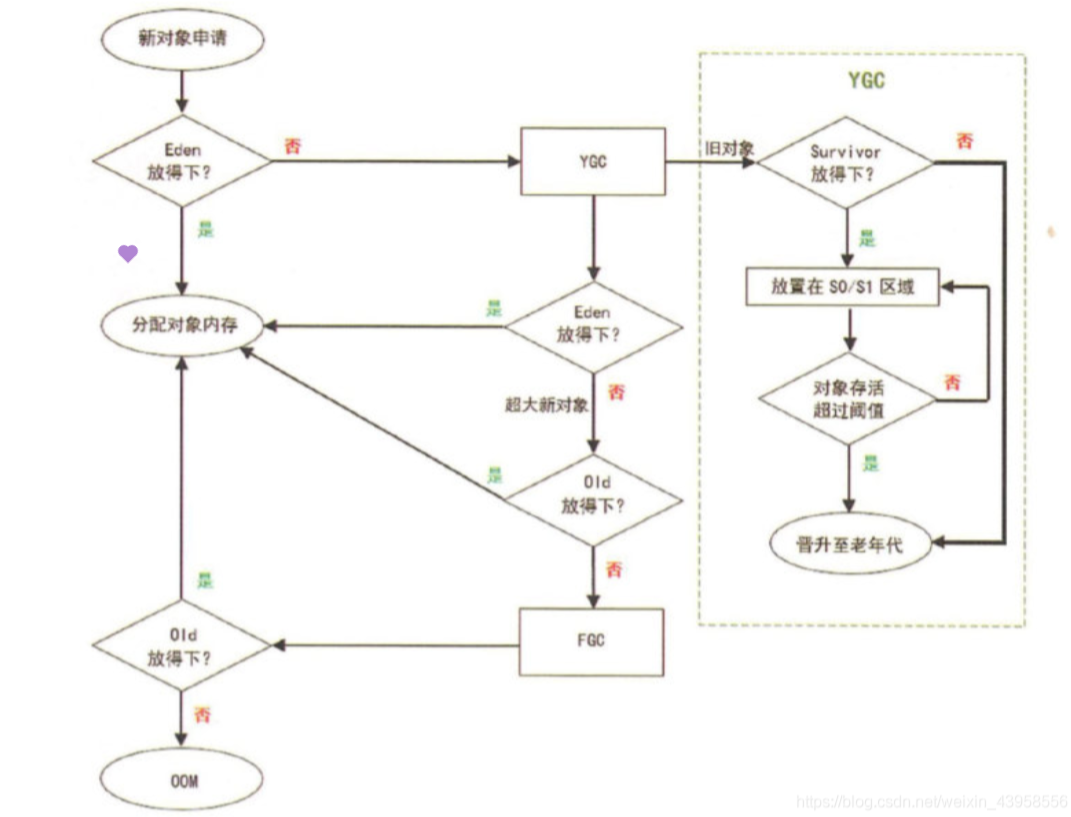 新对象申请
YGC
Eden
放得下?
否
YGC
旧对象
Survivor
放得下?
否
是
是
放置在 S0/S1 区域
分配对象内存
是
Eden
放得下?
否
超大新对象
对象存活
超过阈值
否
是
是
Old
放得下?
晋升至老年代
否
是
Old
放得下?
FGC
否
OOM
https://blog.csdn.net/weixin_43958556